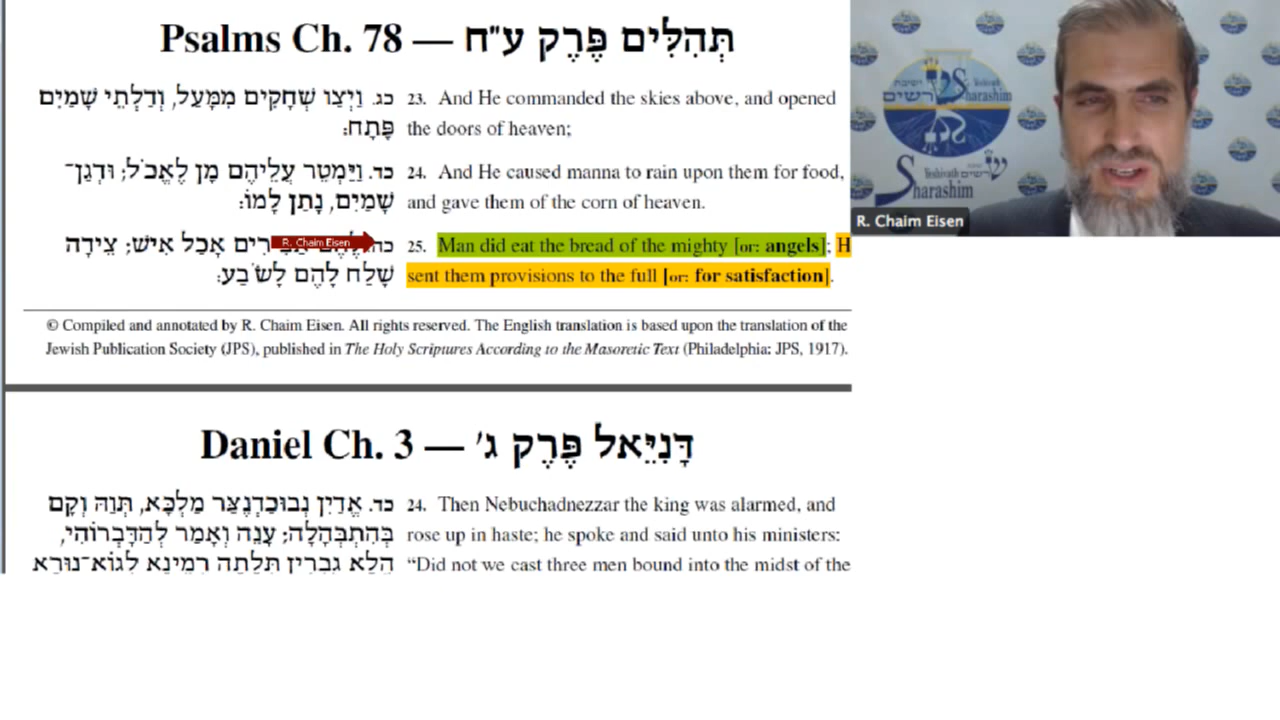 Psalms Ch. 78 — תְּהִלִּים פֶּרֶק ע"ח
כג. וַיְצַו שְׁחָקִים מִמָּעַל, וְדַלְתֵי שָׁמַיִם
פָּתָח:
23. And He commanded the skies above, and opened
the doors of heaven;
כד. וַיַּמְטֵר עֲלֵיהֶם מָן לֶאֱכֹל; וּדְגַן־
שָׁמַיִם, נָתַן לָמוֹ:
24. And He caused manna to rain upon them for food,
and gave them of the corn of heaven.
אָכַל אִישׁ; צֵידָה
שָׁלַח לָהֶם לָשֹׂבַע:
R. Chaim Eisen
25. Man did eat the bread of the mighty [or: angels]; H
sent them provisions to the full [or: for satisfaction].
© Compiled and annotated by R. Chaim Eisen. All rights reserved. The English translation is based upon the translation of the
Jewish Publication Society (JPS), published in The Holy Scriptures According to the Masoretic Text (Philadelphia: JPS, 1917).
Daniel Ch. 3 — דָּנִיֵּאל פֶּרֶק ג'
כד. אֱדַיִן נְבוּכַדְנֶצַּר מַלְכָּא, תְּוַהּ וְקָם
בְּהִתְבְּהָלָה; עָנֵה וְאָמַר לְהַדָּבְרוֹהִי,
הֲלָא גֻבְרִין תְּלָתָה רְמֵינָא לְגוֹא־נוּרָא
24. Then Nebuchadnezzar the king was alarmed, and
rose up in haste; he spoke and said unto his ministers:
“Did not we cast three men bound into the midst of the
ישיבת
שרשים
Yeshivath
Sharashim
R. Chaim Eisen